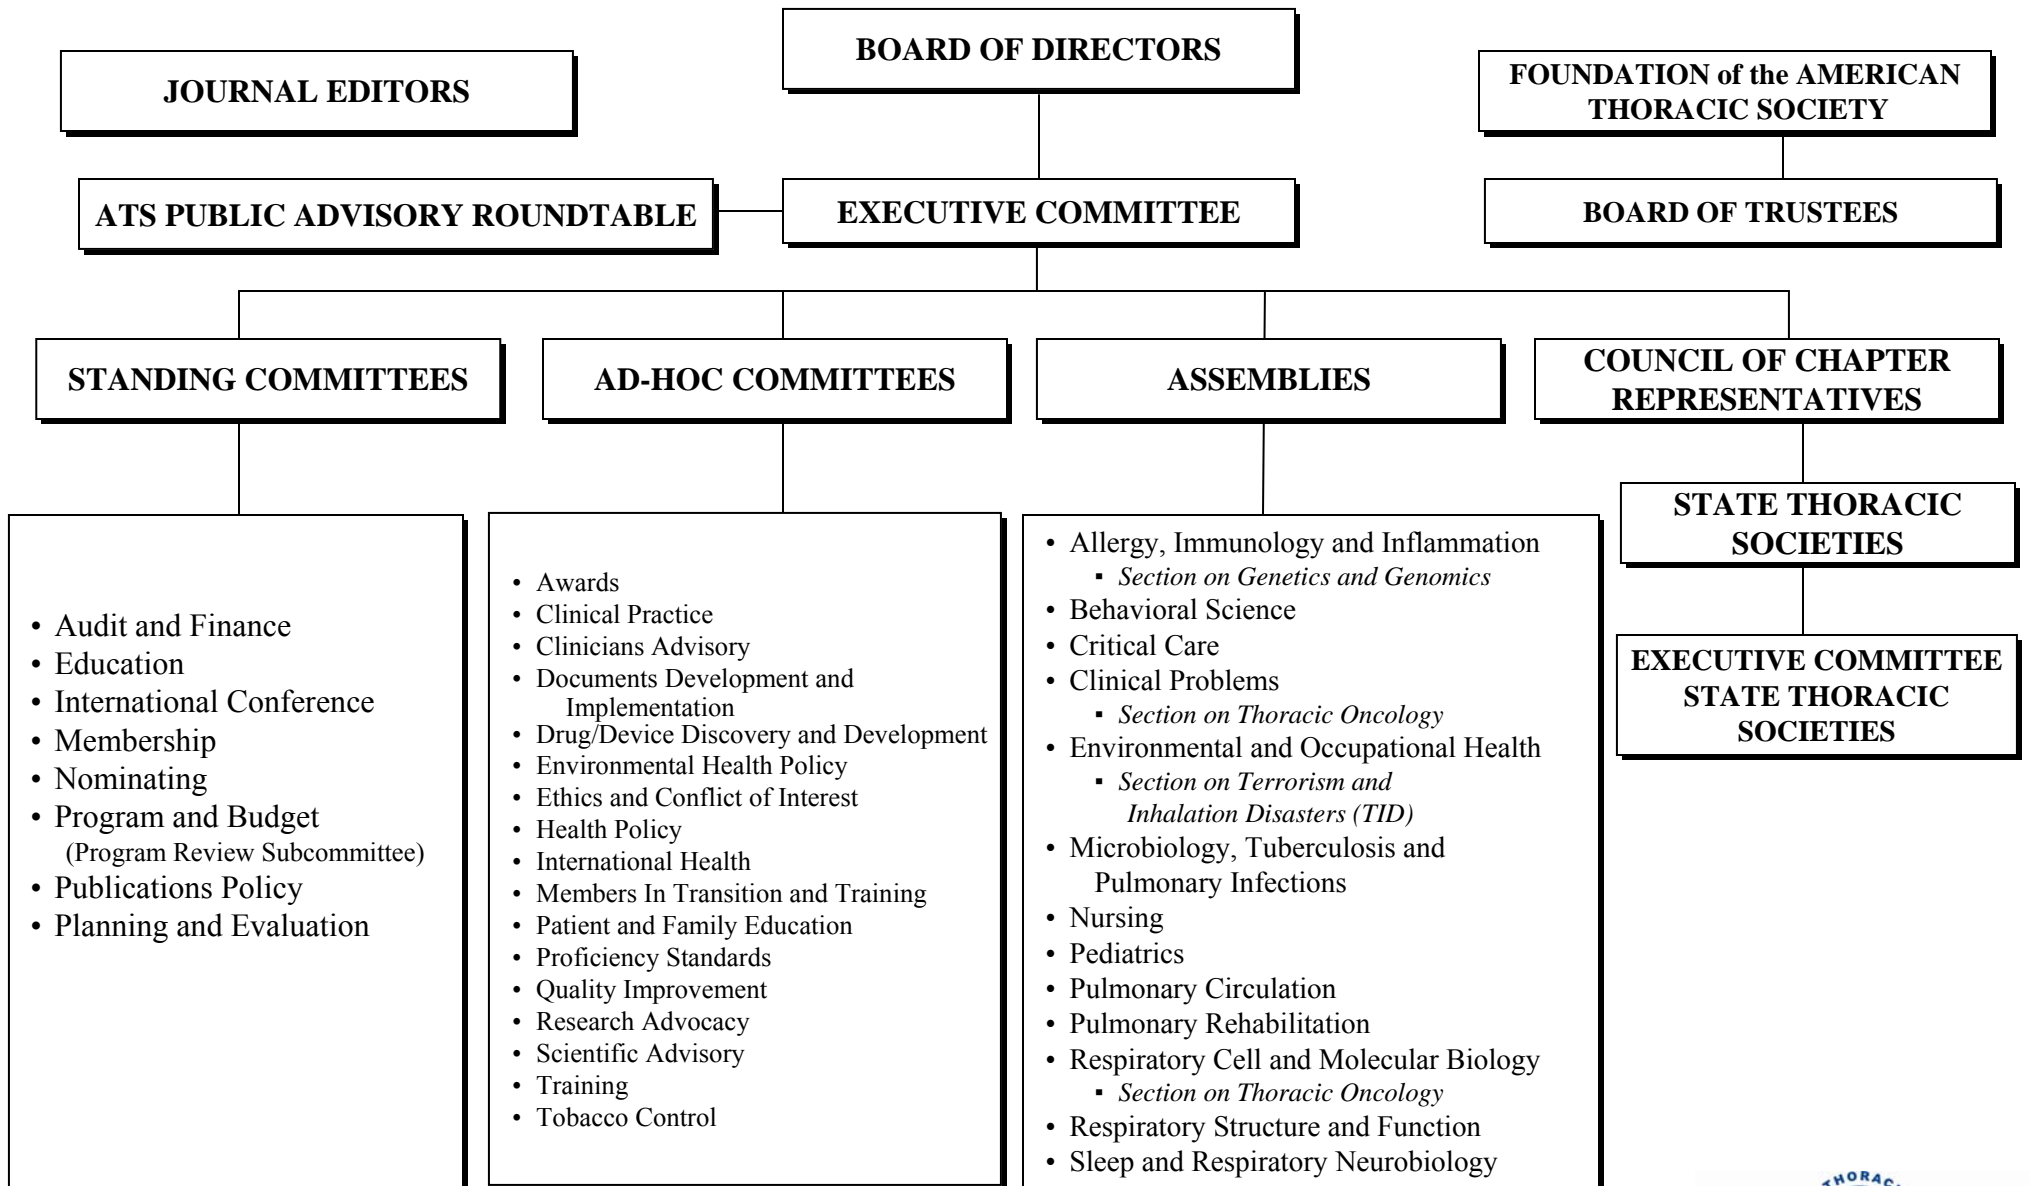 BOARD OF DIRECTORS
JOURNAL EDITORS
FOUNDATION of the AMERICAN
THORACIC SOCIETY
ATS PUBLIC ADVISORY ROUNDTABLE
EXECUTIVE COMMITTEE
BOARD OF TRUSTEES
STANDING COMMITTEES
AD-HOC COMMITTEES
ASSEMBLIES
COUNCIL OF CHAPTER
REPRESENTATIVES
• Audit and Finance
• Education
• International Conference
• Membership
• Nominating
• Program and Budget
(Program Review Subcommittee)
• Publications Policy
• Planning and Evaluation
• Awards
• Clinical Practice
• Clinicians Advisory
• Documents Development and
Implementation
• Drug/Device Discovery and Development
• Environmental Health Policy
• Ethics and Conflict of Interest
• Health Policy
• International Health
• Members In Transition and Training
• Patient and Family Education
• Proficiency Standards
• Quality Improvement
• Research Advocacy
• Scientific Advisory
• Training
• Tobacco Control
• Allergy, Immunology and Inflammation
▪ Section on Genetics and Genomics
• Behavioral Science
• Critical Care
• Clinical Problems
▪ Section on Thoracic Oncology
• Environmental and Occupational Health
▪ Section on Terrorism and
Inhalation Disasters (TID)
• Microbiology, Tuberculosis and
Pulmonary Infections
• Nursing
• Pediatrics
• Pulmonary Circulation
• Pulmonary Rehabilitation
• Respiratory Cell and Molecular Biology
▪ Section on Thoracic Oncology
• Respiratory Structure and Function
• Sleep and Respiratory Neurobiology
STATE THORACIC
SOCIETIES
EXECUTIVE COMMITTEE
STATE THORACIC
SOCIETIES